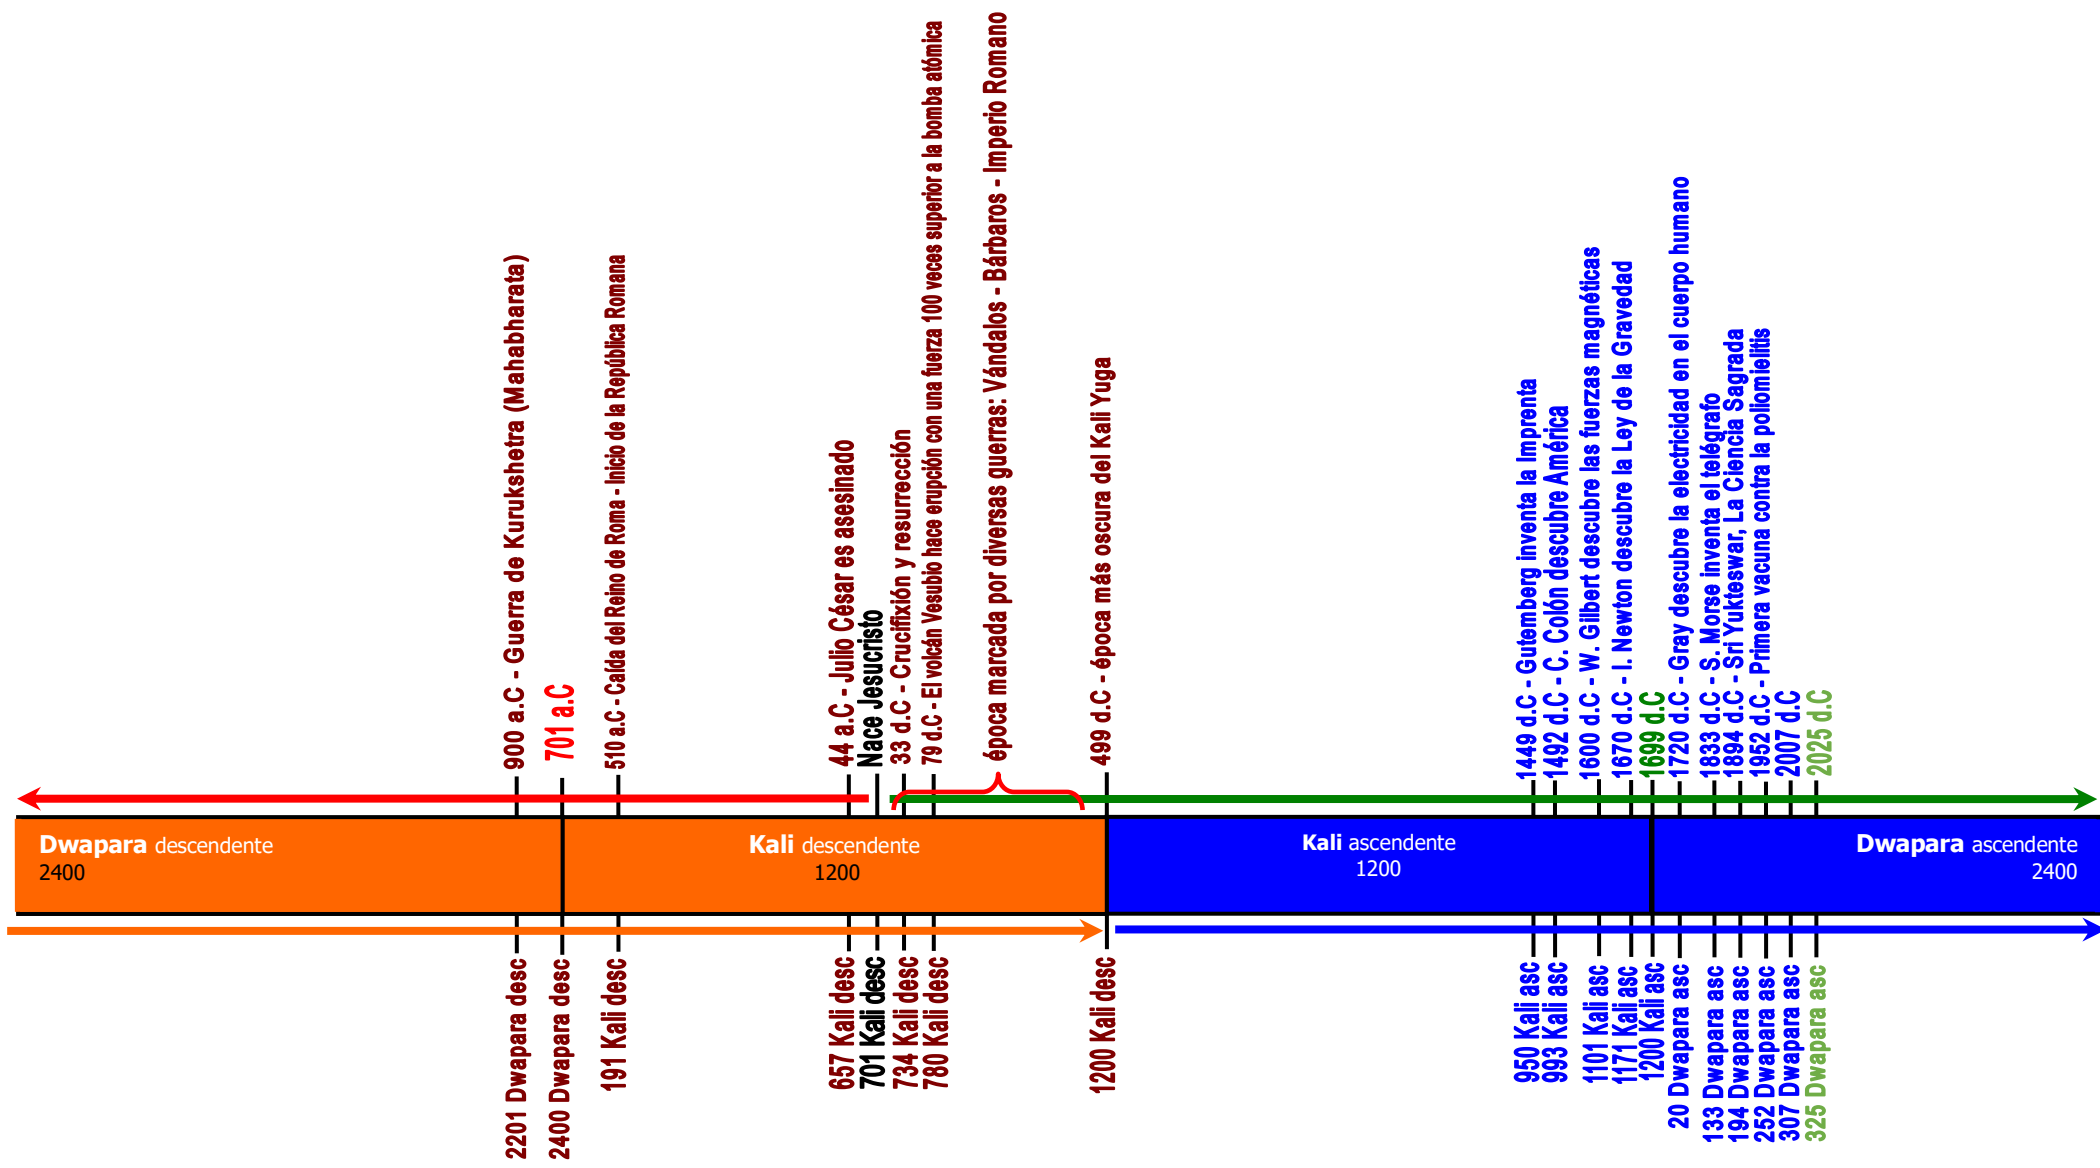 900 a.C - Guerra de Kurukshetra (Mahabharata)
701 a.C
510 a.C - Caída del Reino de Roma - Inicio de la República Romana
44 a.C - Julio César es asesinado
Nace Jesucristo
33 d.C - Crucifixión y resurrección
79 d.C - El volcán Vesubio hace erupción con una fuerza 100 veces superior a la bomba atómica
época marcada por diversas guerras: Vándalos - Bárbaros - Imperio Romano
499 d.C - época más oscura del Kali Yuga
1449 d.C - Gutemberg inventa la Imprenta
1492 d.C - C. Colón descubre América
1600 d.C - W. Gilbert descubre las fuerzas magnéticas
1670 d.C - I. Newton descubre la Ley de la Gravedad
1699 d.C
1720 d.C - Gray descubre la electricidad en el cuerpo humano
1833 d.C - S. Morse inventa el telégrafo
1894 d.C - Sri Yukteswar, La Ciencia Sagrada
1952 d.C - Primera vacuna contra la poliomielitis
2007 d.C
2025 d.C
Dwapara descendente
2400
Kali descendente
1200
Kali ascendente
1200
Dwapara ascendente
2400
2201 Dwapara desc
2400 Dwapara desc
191 Kali desc
657 Kali desc
701 Kali desc
734 Kali desc
780 Kali desc
1200 Kali desc
950 Kali asc
993 Kali asc
1101 Kali asc
1171 Kali asc
1200 Kali asc
20 Dwapara asc
133 Dwapara asc
194 Dwapara asc
252 Dwapara asc
307 Dwapara asc
325 Dwapara asc